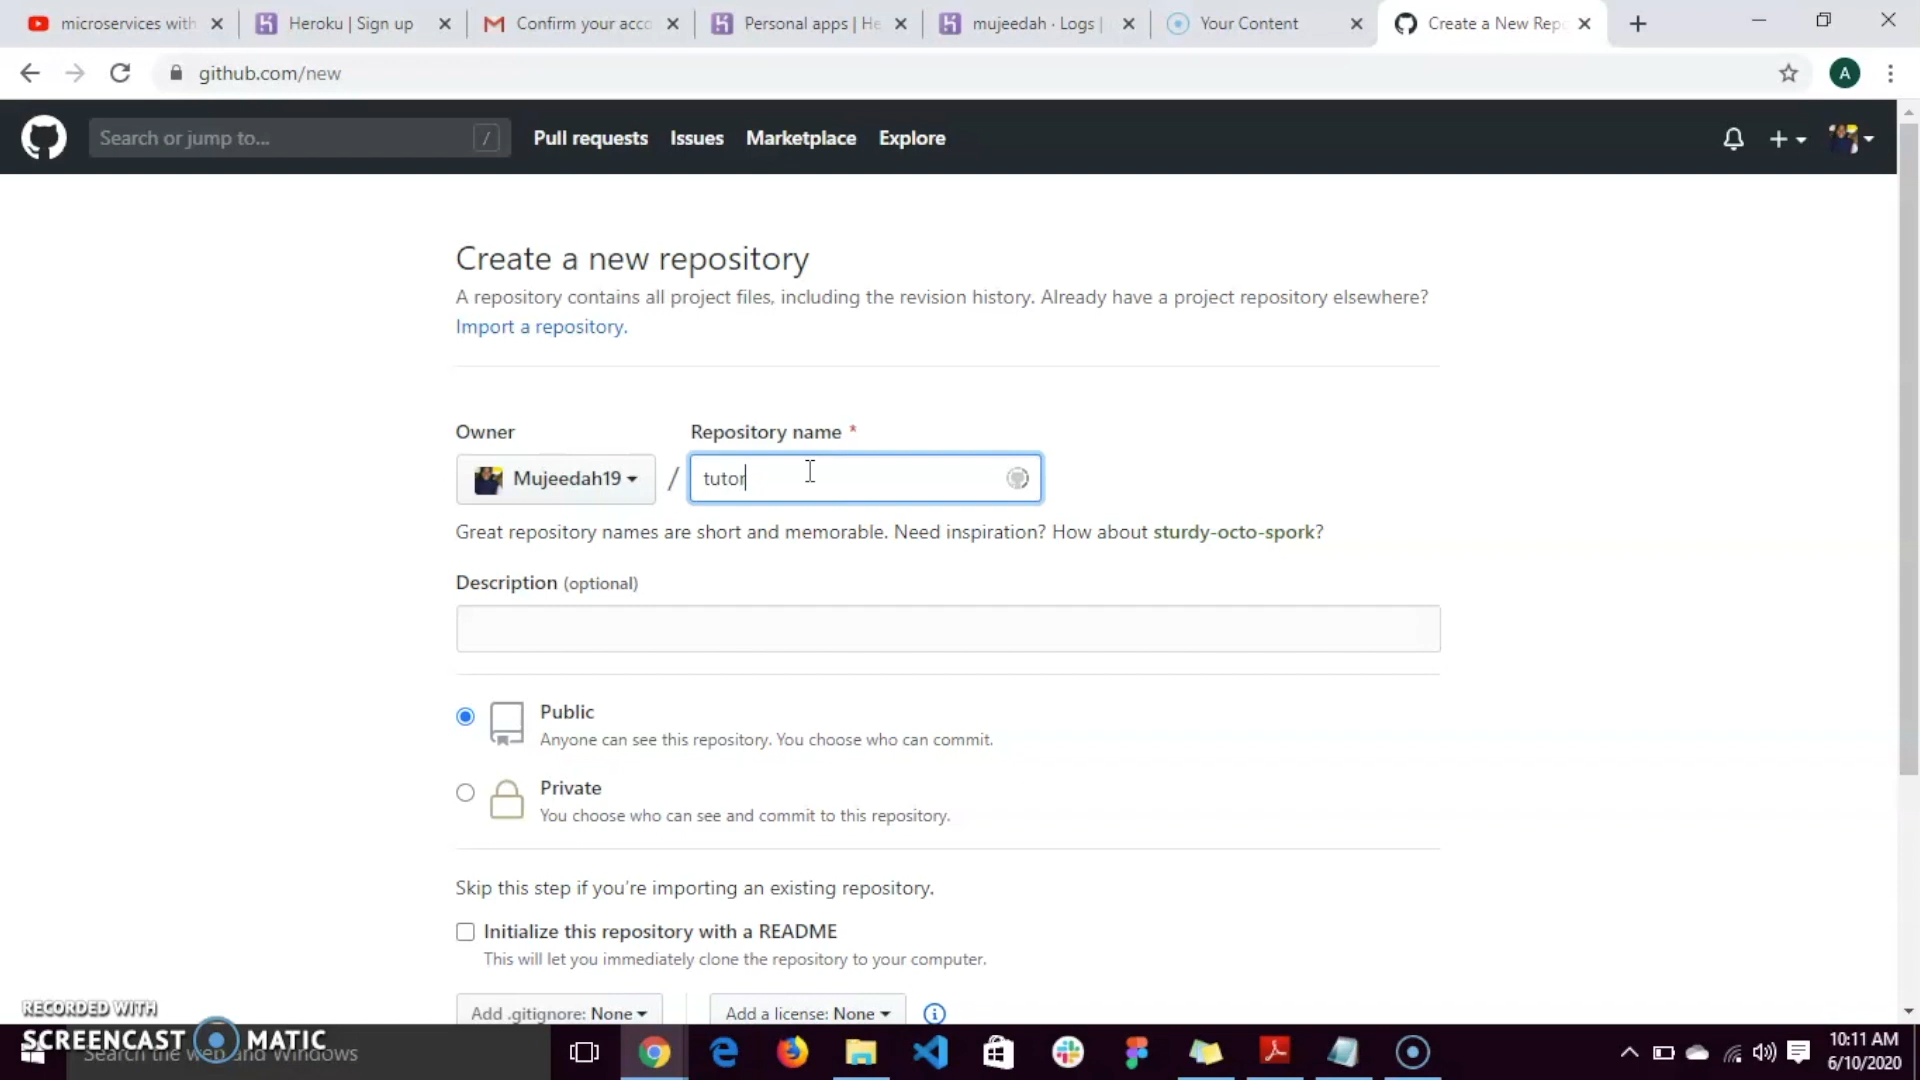 microservices with
Heroku | Sign up
Confirm your acco
Personal apps | He
mujeedah · Logs |
Your Content
Create a New Rep
github.com/new
A
Search or jump to...
/
Pull requests
Issues
Marketplace
Explore
Create a new repository
A repository contains all project files, including the revision history. Already have a project repository elsewhere?
Import a repository.
Owner
Repository name *
Mujeedah19
/
tutor
Great repository names are short and memorable. Need inspiration? How about sturdy-octo-spork?
Description (optional)
Public
Anyone can see this repository. You choose who can commit.
Private
You choose who can see and commit to this repository.
Skip this step if you're importing an existing repository.
Initialize this repository with a README
This will let you immediately clone the repository to your computer.
Add .gitignore: None
Add a license: None
RECORDED WITH
SCREENCAST MATIC
Search the web and Windows
10:11 AM
6/10/2020